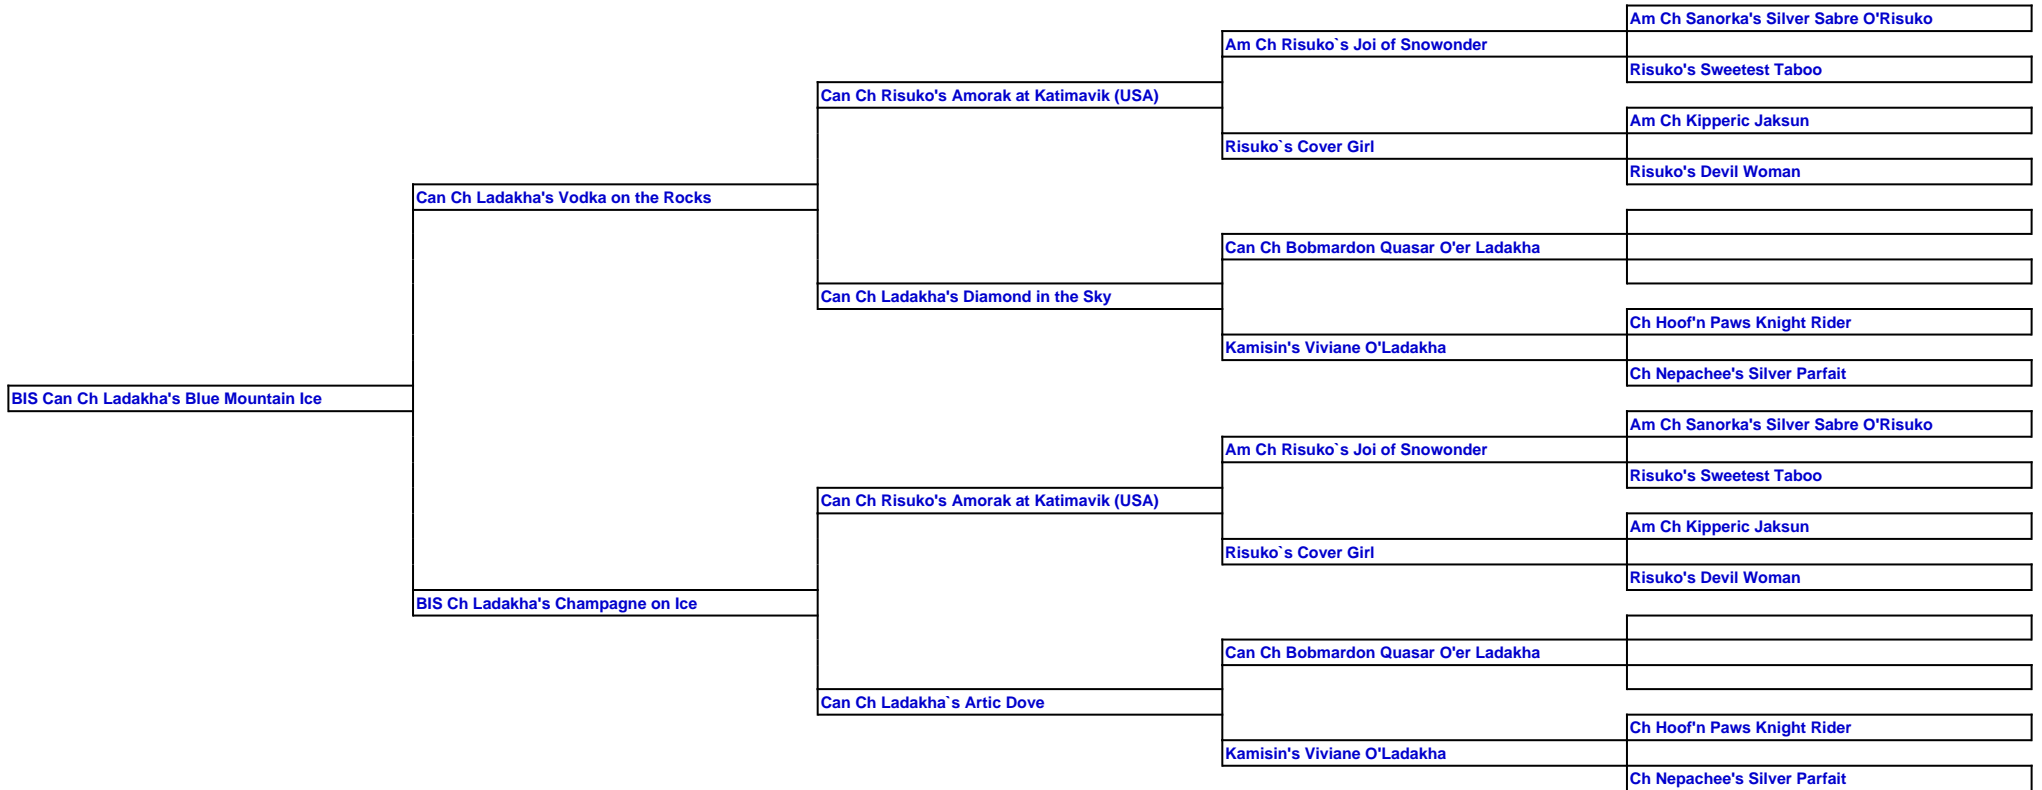 Am Ch Sanorka's Silver Sabre O'Risuko
Am Ch Risuko`s Joi of Snowonder
Risuko's Sweetest Taboo
Can Ch Risuko's Amorak at Katimavik (USA)
Am Ch Kipperic Jaksun
Risuko`s Cover Girl
Risuko's Devil Woman
Can Ch Ladakha's Vodka on the Rocks
Can Ch Bobmardon Quasar O'er Ladakha
Can Ch Ladakha's Diamond in the Sky
Ch Hoof'n Paws Knight Rider
Kamisin's Viviane O'Ladakha
Ch Nepachee's Silver Parfait
BIS Can Ch Ladakha's Blue Mountain Ice
Am Ch Sanorka's Silver Sabre O'Risuko
Am Ch Risuko`s Joi of Snowonder
Risuko's Sweetest Taboo
Can Ch Risuko's Amorak at Katimavik (USA)
Am Ch Kipperic Jaksun
Risuko`s Cover Girl
Risuko's Devil Woman
BIS Ch Ladakha's Champagne on Ice
Can Ch Bobmardon Quasar O'er Ladakha
Can Ch Ladakha`s Artic Dove
Ch Hoof'n Paws Knight Rider
Kamisin's Viviane O'Ladakha
Ch Nepachee's Silver Parfait